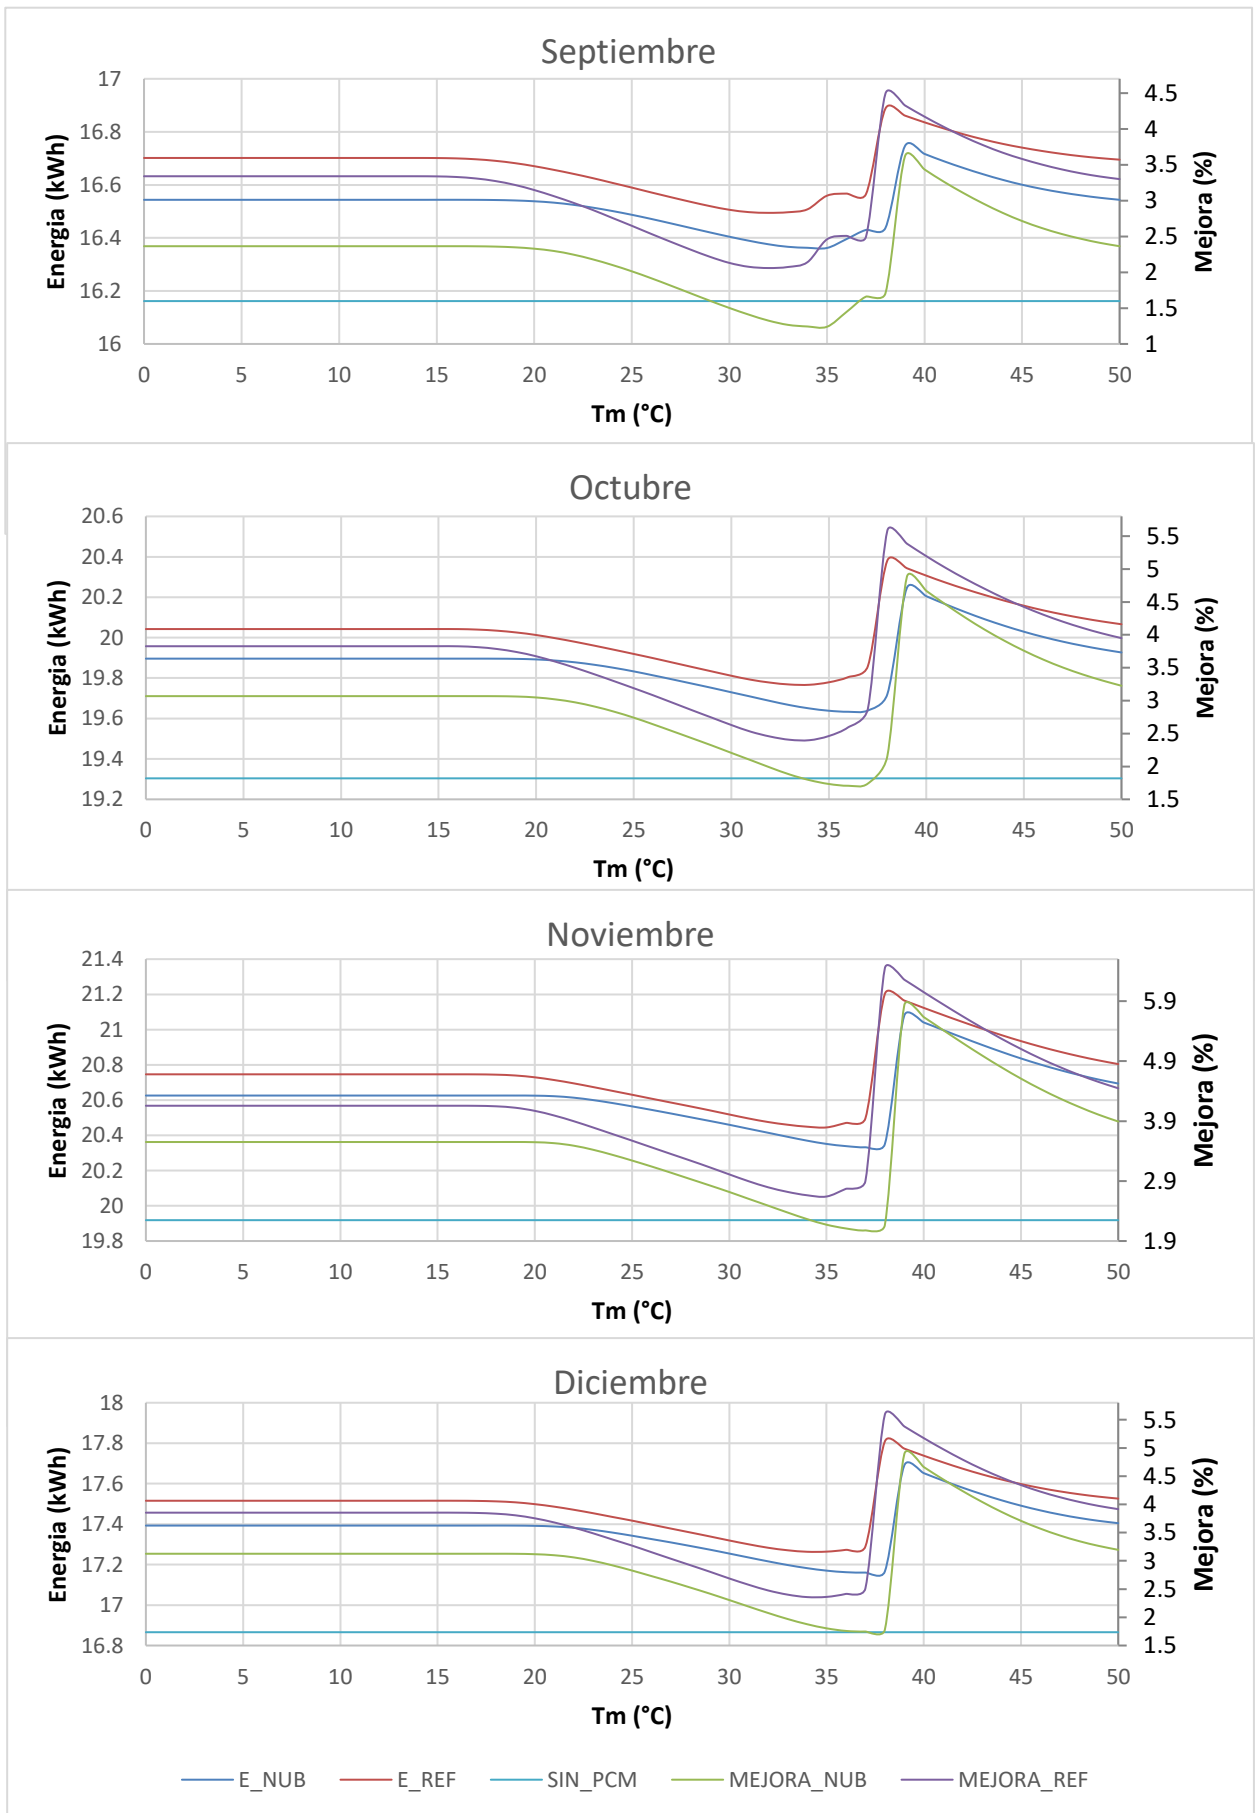 Septiembre
17
16.8
16.6
16.4
16.2
16
Energia (kWh)
4.5
4
3.5
3
2.5
2
1.5
1
Mejora (%)
0 5 10 15 20 25 30 35 40 45 50
Tm (°C)
Octubre
20.6
20.4
20.2
20
19.8
19.6
19.4
19.2
Energia (kWh)
5.5
5
4.5
4
3.5
3
2.5
2
1.5
Mejora (%)
0 5 10 15 20 25 30 35 40 45 50
Tm (°C)
Noviembre
21.4
21.2
21
20.8
20.6
20.4
20.2
20
19.8
Energia (kWh)
5.9
4.9
3.9
2.9
1.9
Mejora (%)
0 5 10 15 20 25 30 35 40 45 50
Tm (°C)
Diciembre
18
17.8
17.6
17.4
17.2
17
16.8
Energia (kWh)
5.5
5
4.5
4
3.5
3
2.5
2
1.5
Mejora (%)
0 5 10 15 20 25 30 35 40 45 50
Tm (°C)
E_NUB E_REF SIN_PCM MEJORA_NUB MEJORA_REF